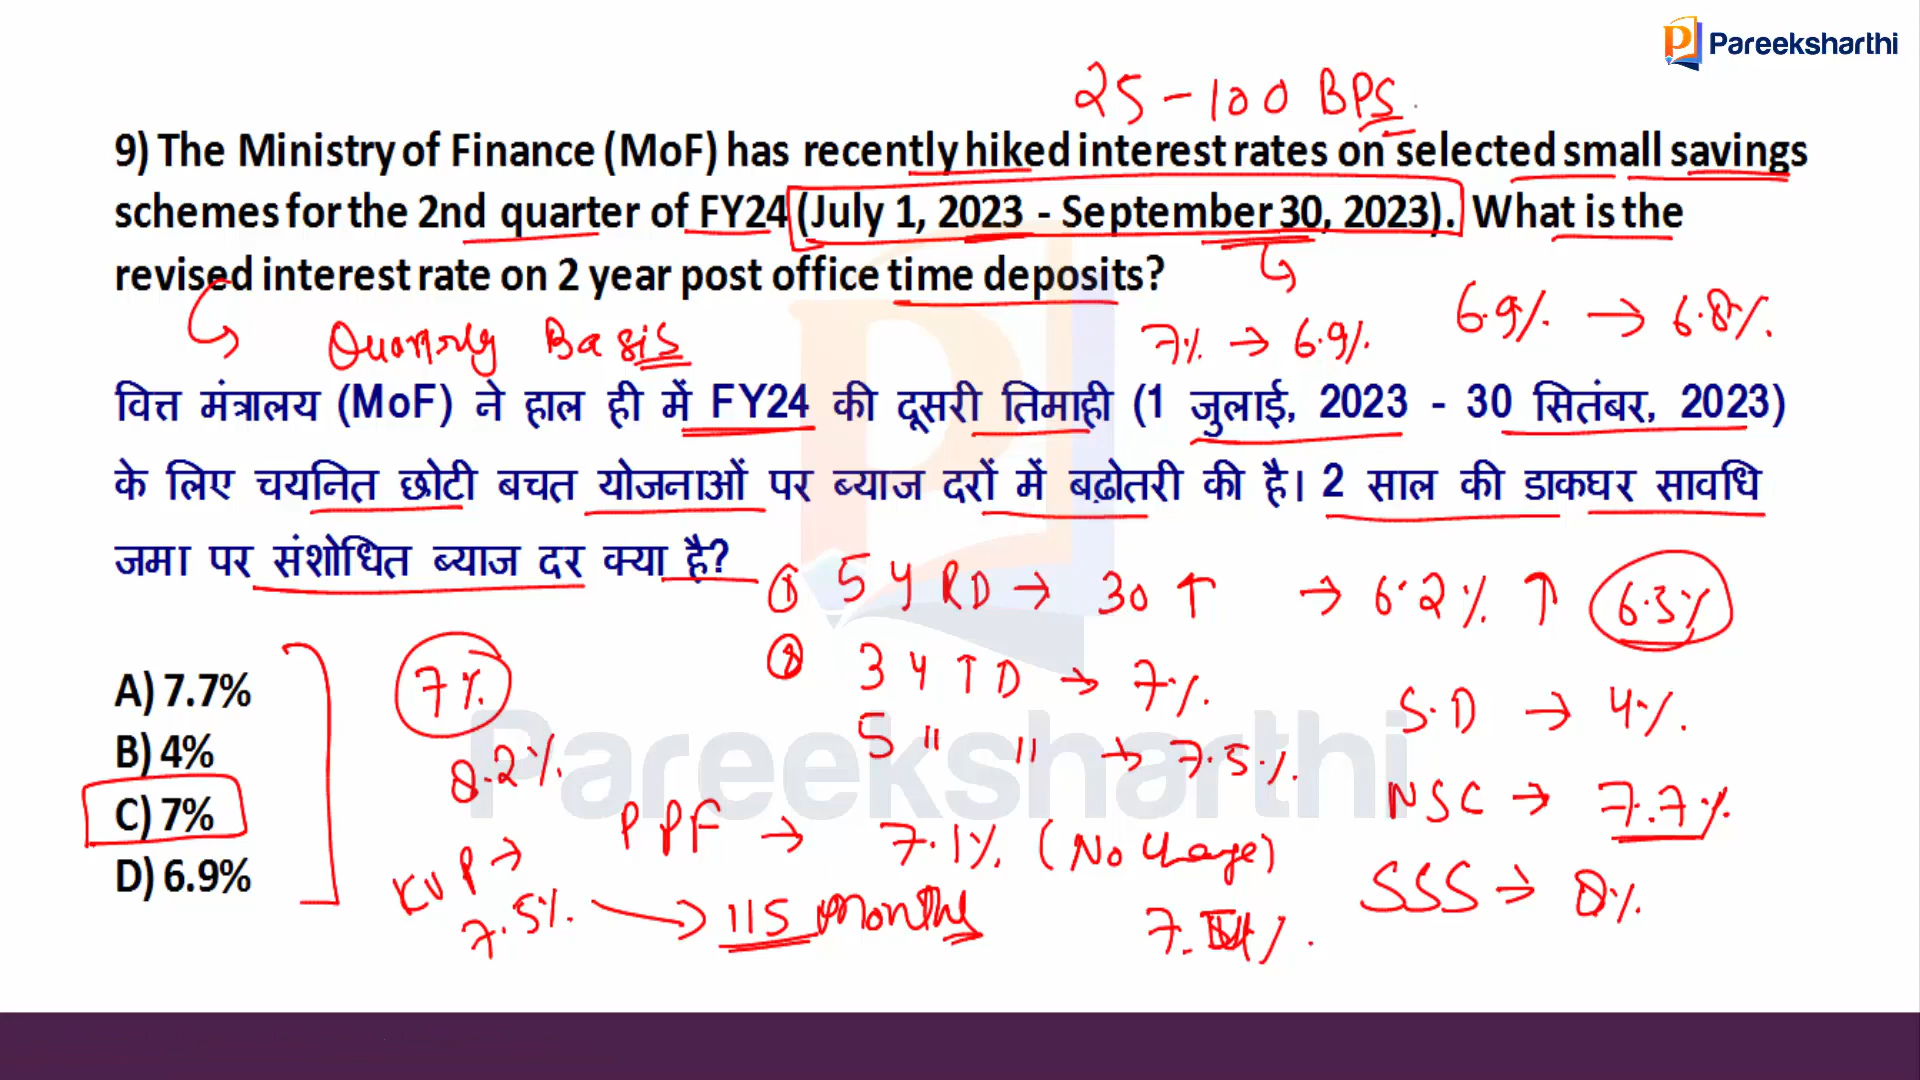 Pareeksharthi
25 - 100 BPS
9) The Ministry of Finance (MoF) has recently hiked interest rates on selected small savings
schemes for the 2nd quarter of FY24 (July 1, 2023 - September 30, 2023). What is the
revised interest rate on 2 year post office time deposits?
Basis 7% → 6.9% 6.9% → 6.8%
वित्त मंत्रालय (MoF) ने हाल ही में FY24 की दूसरी तिमाही (1 जुलाई, 2023 - 30 सितंबर, 2023)
के लिए चयनित छोटी बचत योजनाओं पर ब्याज दरों में बढ़ोतरी की है। 2 साल की डाकघर सावधि
जमा पर संशोधित ब्याज दर क्या है?
① 5 Y RD → 30 ↑ → 6.2% ↑ 6.5%
② 3 Y TD → 7%
A) 7.7%
7%
S.D → 4%
5 " " → 7.5%
B) 4%
8.2%
NSC → 7.7%
C) 7%
PPF → 7.1% (No Change)
D) 6.9%
KVP →
7.5% → 115 Months
SSS → 8%
Pareeksharthi